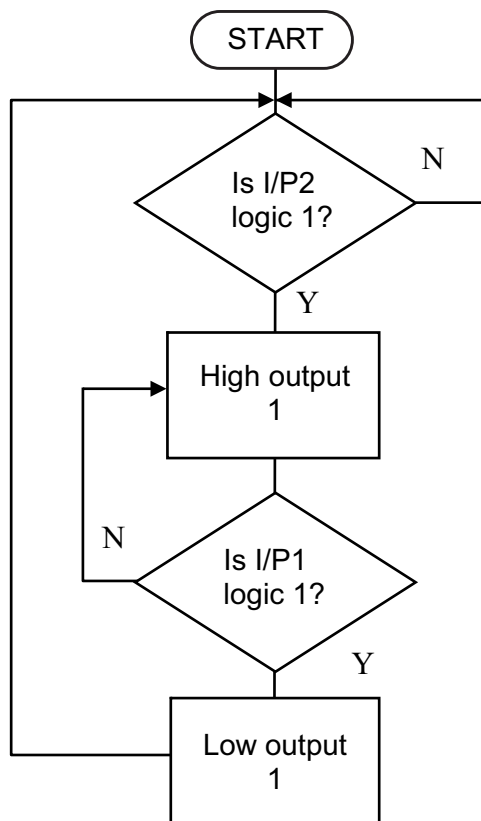 START
Is I/P2
logic 1?
N
Y
High output
1
N
Is I/P1
logic 1?
Y
Low output
1